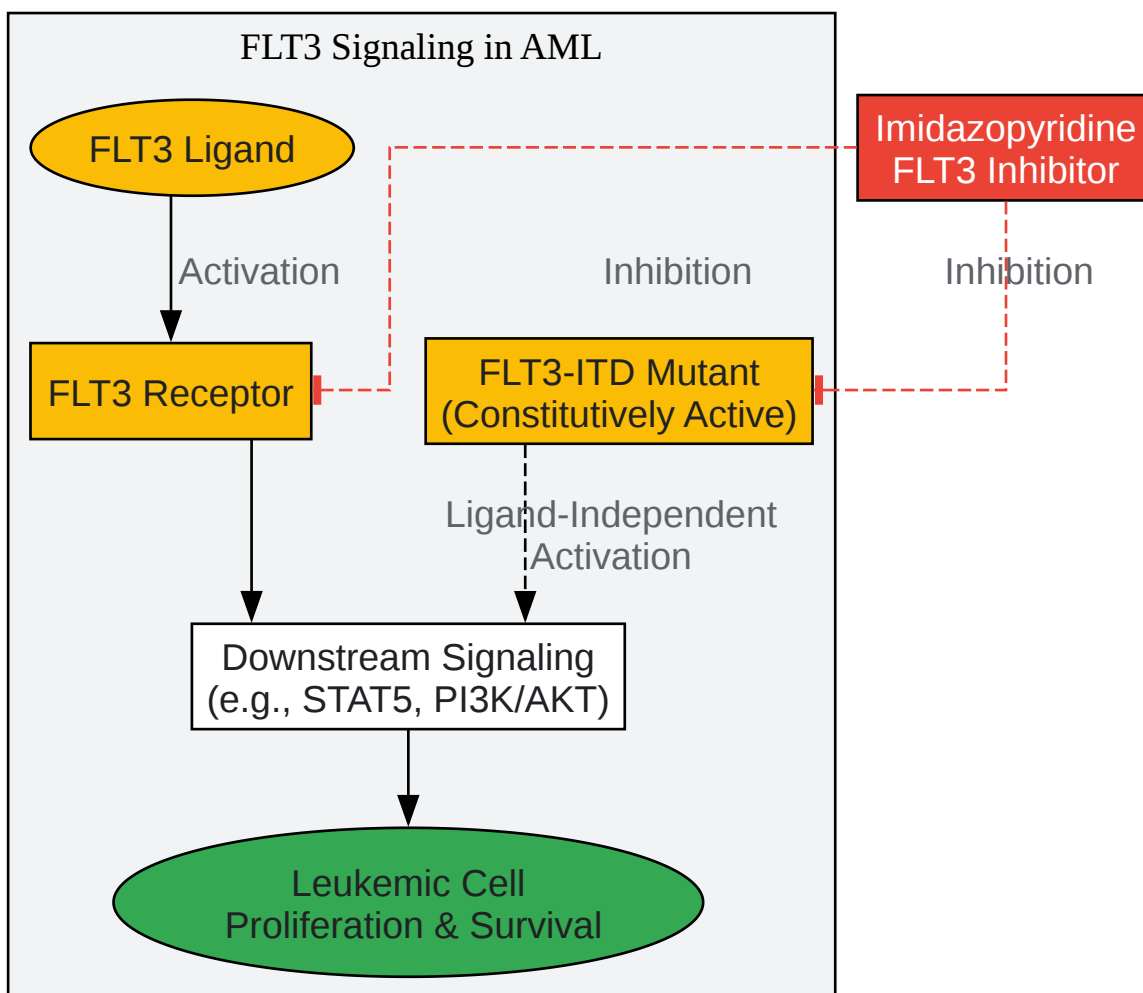 FLT3 Signaling in AML
FLT3 Ligand
Imidazopyridine
FLT3 Inhibitor
Activation
Inhibition
Inhibition
FLT3 Receptor
FLT3-ITD Mutant
(Constitutively Active)
Ligand-Independent
Activation
Downstream Signaling
(e.g., STAT5, PI3K/AKT)
Leukemic Cell
Proliferation & Survival